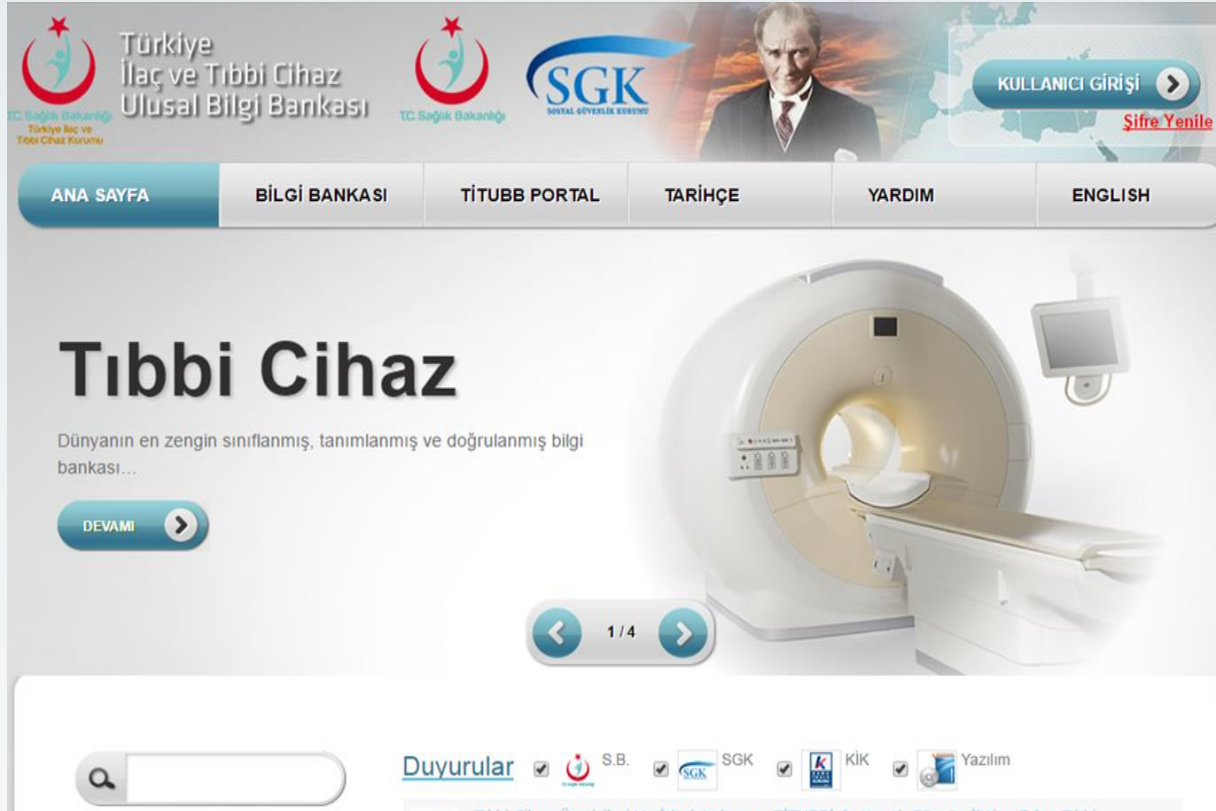 Türkiye
İlaç ve Tıbbi Cihaz
Ulusal Bilgi Bankası
T.C. Sağlık Bakanlığı
Türkiye İlaç ve
Tıbbi Cihaz Kurumu
T.C. Sağlık Bakanlığı
SGK
SOSYAL GÜVENLİK KURUMU
KULLANICI GİRİŞİ
Şifre Yenile
ANA SAYFA
BİLGİ BANKASI
TİTUBB PORTAL
TARİHÇE
YARDIM
ENGLISH
Tıbbi Cihaz
Dünyanın en zengin sınıflanmış, tanımlanmış ve doğrulanmış bilgi
bankası...
DEVAMI
1 / 4
Duyurular
S.B.
SGK
SGK
KİK
Yazılım